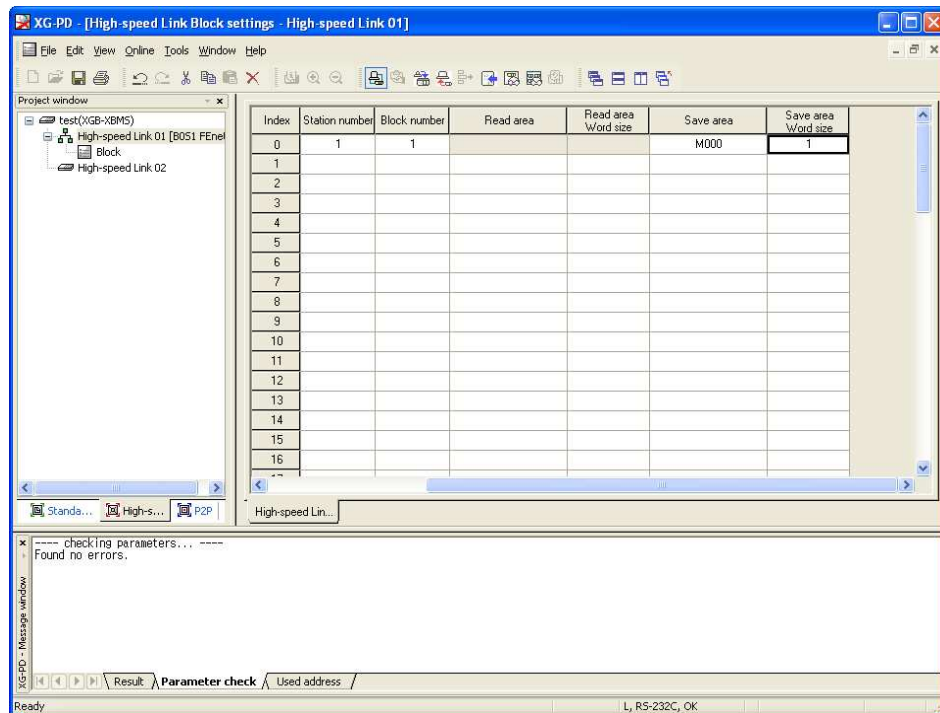 XG-PD - [High-speed Link Block settings - High-speed Link 01]
File Edit View Online Tools Window Help
Project window
test(XGB-XBMS)
High-speed Link 01 [B0S1 FEnet
Block
High-speed Link 02
Standa... High-s... P2P
Index Station number Block number Read area Read area Word size Save area Save area Word size
0 1 1 M000 1
1
2
3
4
5
6
7
8
9
10
11
12
13
14
15
16
High-speed Lin...
---- checking parameters... ----
Found no errors.
XG-PD - Message window
Result Parameter check Used address
Ready L, RS-232C, OK